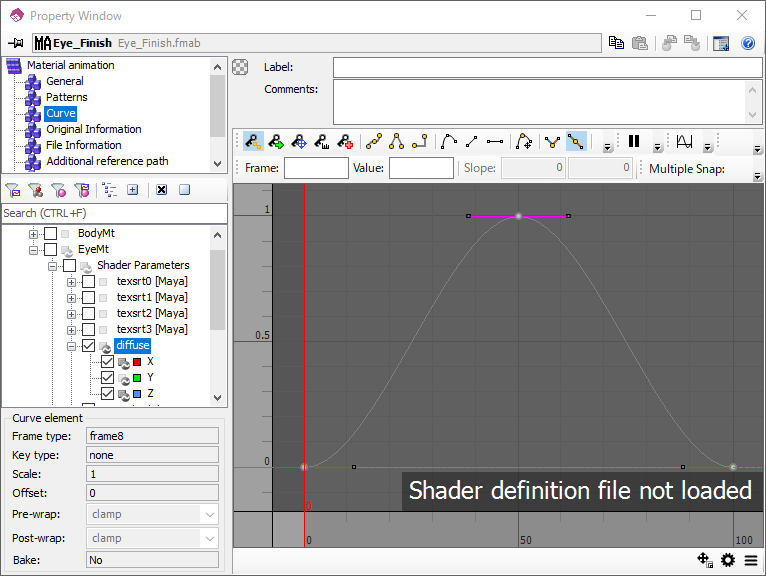 Property Window
MA Eye_Finish Eye_Finish.fmab
Material animation
General
Patterns
Curve
Original Information
File Information
Additional reference path
Label:
Comments:
Frame: Value: Slope: 0 0 Multiple Snap:
Search (CTRL+F)
BodyMt
EyeMt
Shader Parameters
texsrt0 [Maya]
texsrt1 [Maya]
texsrt2 [Maya]
texsrt3 [Maya]
diffuse
X
Y
Z
Curve element
Frame type: frame8
Key type: none
Scale: 1
Offset: 0
Pre-wrap: clamp
Post-wrap: clamp
Bake: No
1
0.5
0
Shader definition file not loaded
0
0 50 100